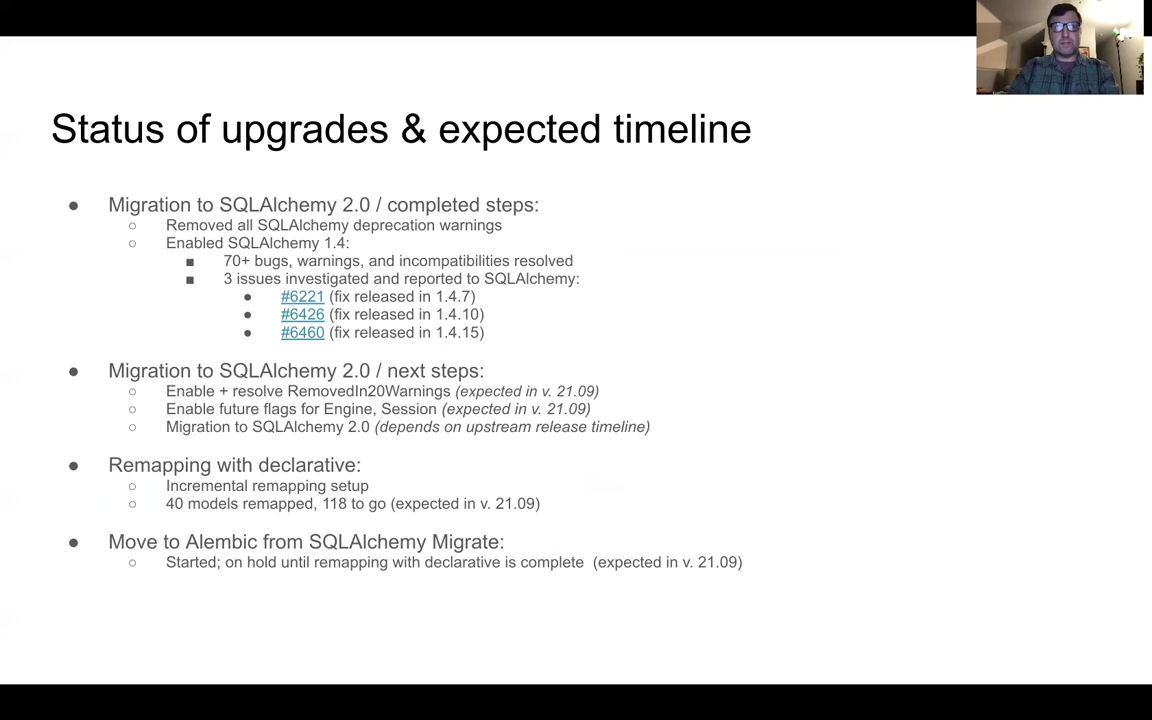 Status of upgrades & expected timeline
● Migration to SQLAlchemy 2.0 / completed steps:
○ Removed all SQLAlchemy deprecation warnings
○ Enabled SQLAlchemy 1.4:
■ 70+ bugs, warnings, and incompatibilities resolved
■ 3 issues investigated and reported to SQLAlchemy:
● #6221 (fix released in 1.4.7)
● #6426 (fix released in 1.4.10)
● #6460 (fix released in 1.4.15)
● Migration to SQLAlchemy 2.0 / next steps:
○ Enable + resolve RemovedIn20Warnings (expected in v. 21.09)
○ Enable future flags for Engine, Session (expected in v. 21.09)
○ Migration to SQLAlchemy 2.0 (depends on upstream release timeline)
● Remapping with declarative:
○ Incremental remapping setup
○ 40 models remapped, 118 to go (expected in v. 21.09)
● Move to Alembic from SQLAlchemy Migrate:
○ Started; on hold until remapping with declarative is complete (expected in v. 21.09)